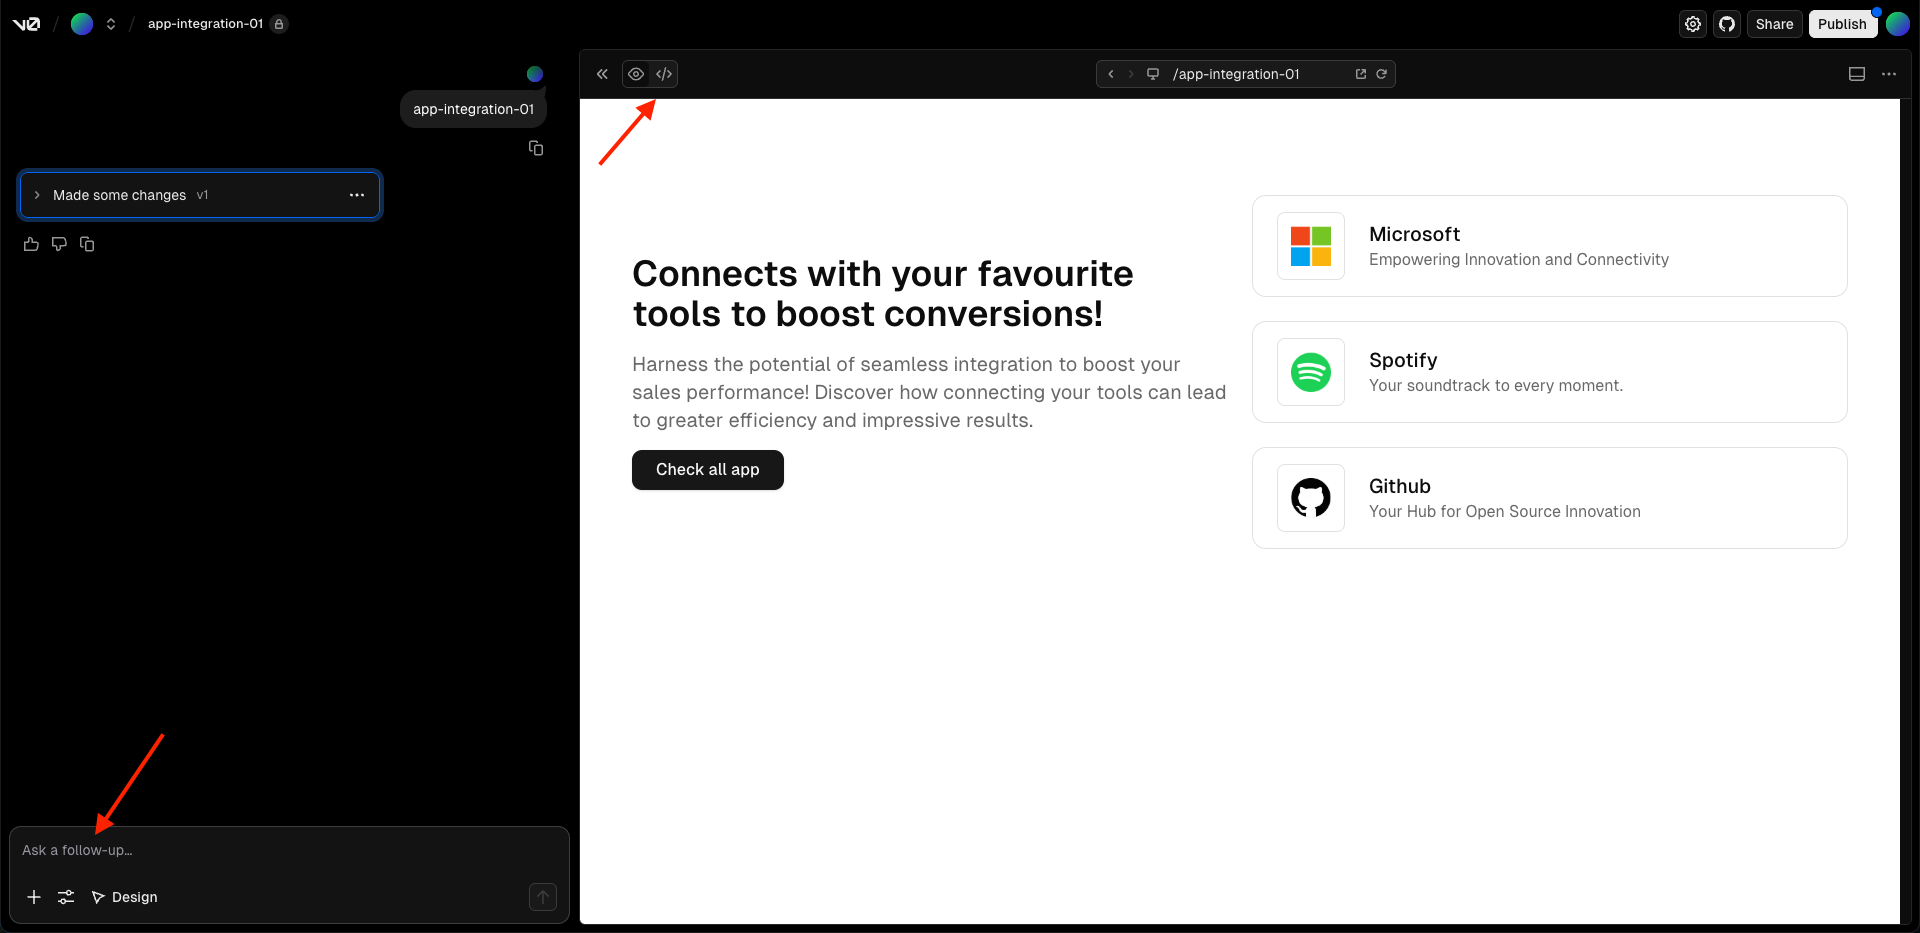 v0 / / app-integration-01
Share
Publish
app-integration-01
Made some changes v1
Ask a follow-up...
Design
/app-integration-01
Connects with your favourite
tools to boost conversions!
Harness the potential of seamless integration to boost your
sales performance! Discover how connecting your tools can lead
to greater efficiency and impressive results.
Check all app
Microsoft
Empowering Innovation and Connectivity
Spotify
Your soundtrack to every moment.
Github
Your Hub for Open Source Innovation